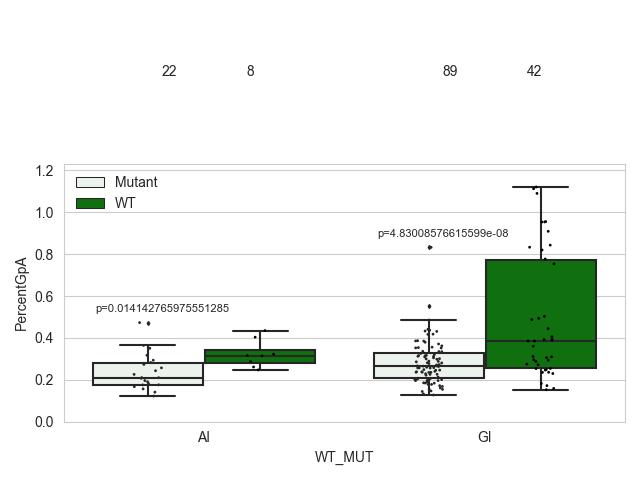 22 8 89 42
1.2
1.0
0.8
0.6
0.4
0.2
0.0
PercentGpA
Mutant
WT
p=4.83008576615599e-08
p=0.014142765975551285
AI GI
WT_MUT